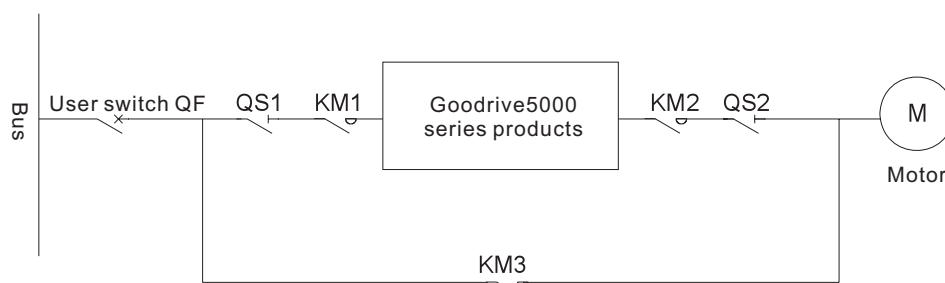 Bus
User switch QF
QS1
KM1
Goodrive5000
series products
KM2
QS2
M
Motor
KM3